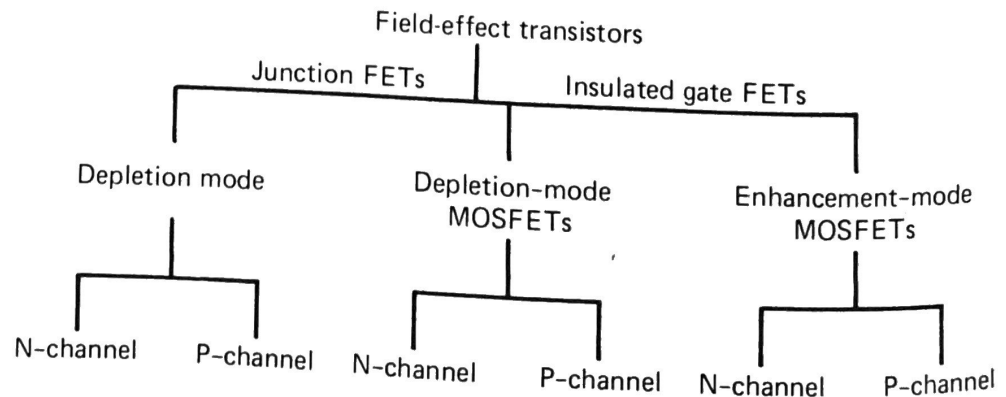 Field-effect transistors
Junction FETs
Insulated gate FETs
Depletion mode
Depletion-mode
MOSFETs
Enhancement-mode
MOSFETs
N-channel
P-channel
N-channel
P-channel
N-channel
P-channel